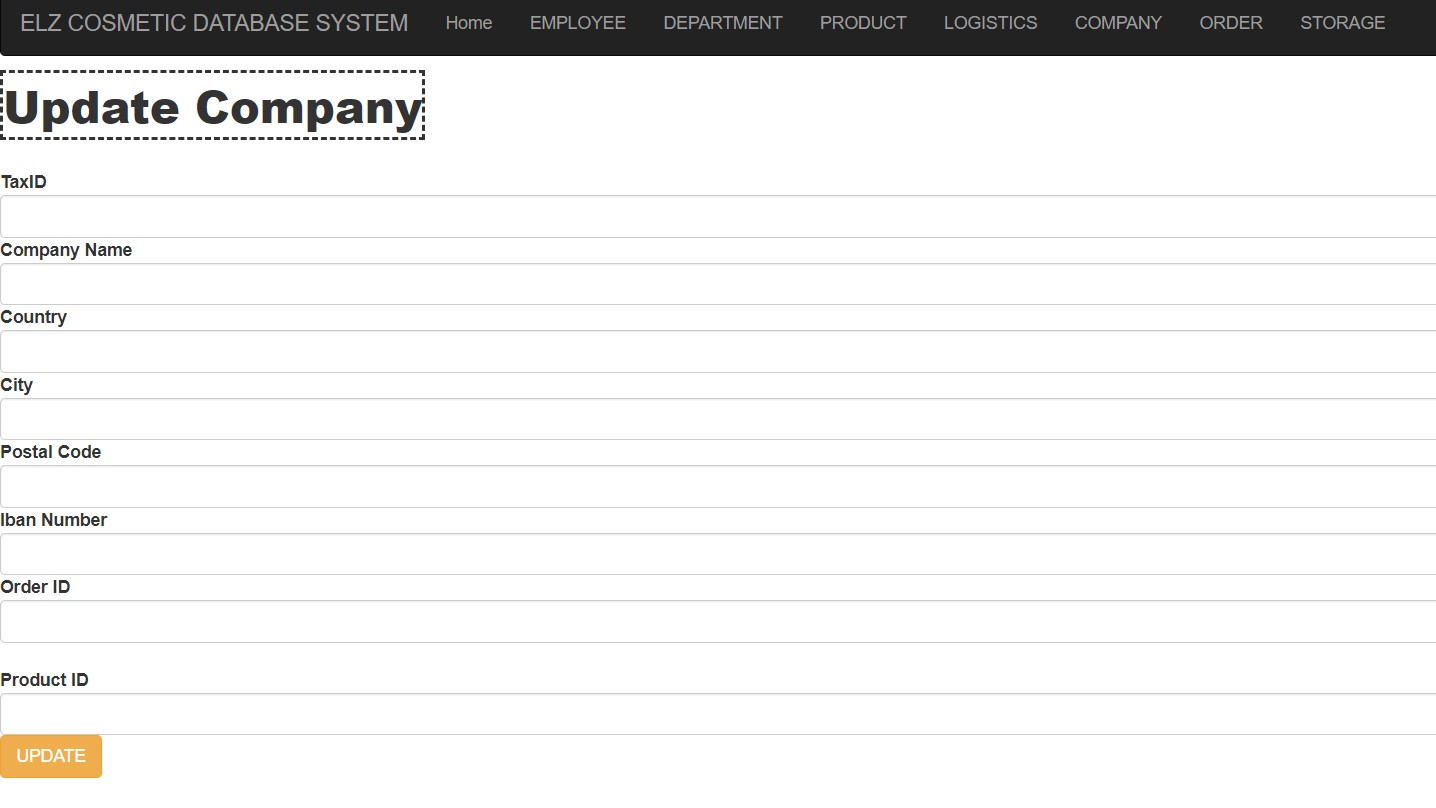 ELZ COSMETIC DATABASE SYSTEM Home EMPLOYEE DEPARTMENT PRODUCT LOGISTICS COMPANY ORDER STORAGE
Update Company
TaxID
Company Name
Country
City
Postal Code
Iban Number
Order ID
Product ID
UPDATE